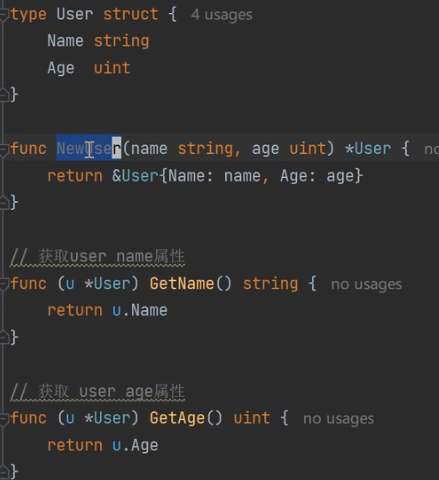 type User struct { 4 usages
Name string
Age uint
}
func NewUser(name string, age uint) *User { no
return &User{Name: name, Age: age}
}
// 获取user name属性
func (u *User) GetName() string { no usages
return u.Name
}
// 获取 user age属性
func (u *User) GetAge() uint { no usages
return u.Age
}